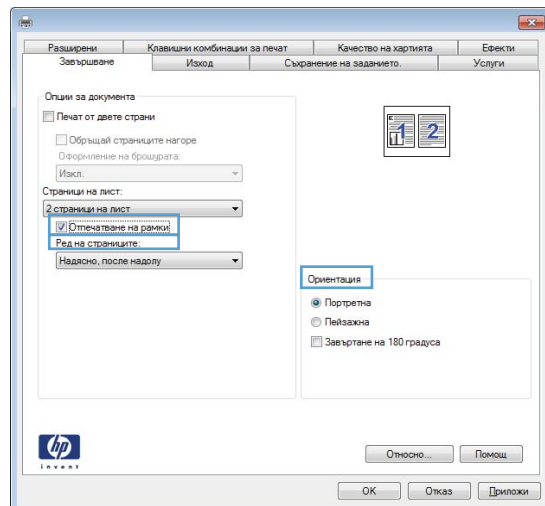 Разширени Клавишни комбинации за печат Качество на хартията Ефекти
Завършване Изход Съхранение на заданието. Услуги
Опции за документа
Печат от двете страни
Обръщай страниците нагоре
Оформление на брошурата:
Изкл.
Страници на лист:
2 страници на лист
Отпечатване на рамки
Ред на страниците:
Надясно, после надолу
1 2
Ориентация
Портретна
Пейзажна
Завъртане на 180 градуса
hp
invent
Относно... Помощ
OK Отказ Приложи